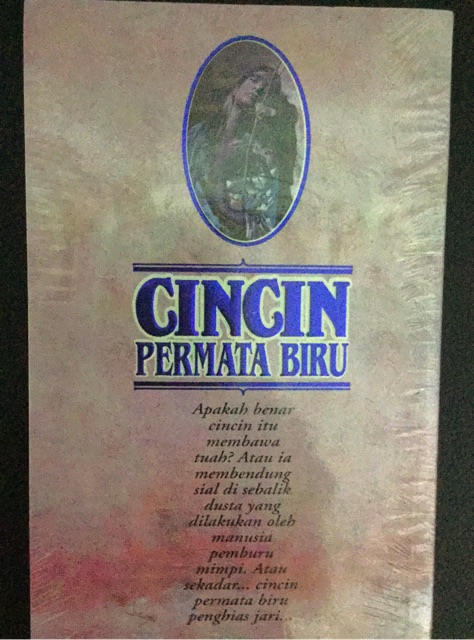 CINCIN
PERMATA BIRU
Apakah benar
cincin itu
membawa
tuah? Atau ia
membendung
sial di sebalik
dusta yang
dilakukan oleh
manusia
pemburu
mimpi. Atau
sekadar... cincin
permata biru
penghias jari...